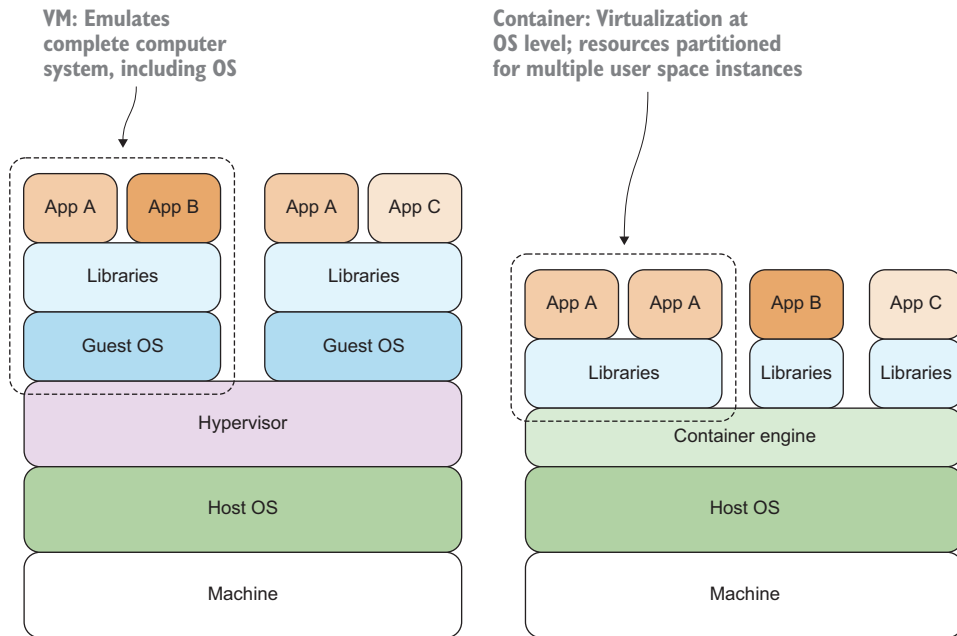 VM: Emulates
complete computer
system, including OS
Container: Virtualization at
OS level; resources partitioned
for multiple user space instances
App A
App B
App A
App C
Libraries
Libraries
Guest OS
Guest OS
Hypervisor
Host OS
Machine
App A
App A
App B
App C
Libraries
Libraries
Libraries
Container engine
Host OS
Machine